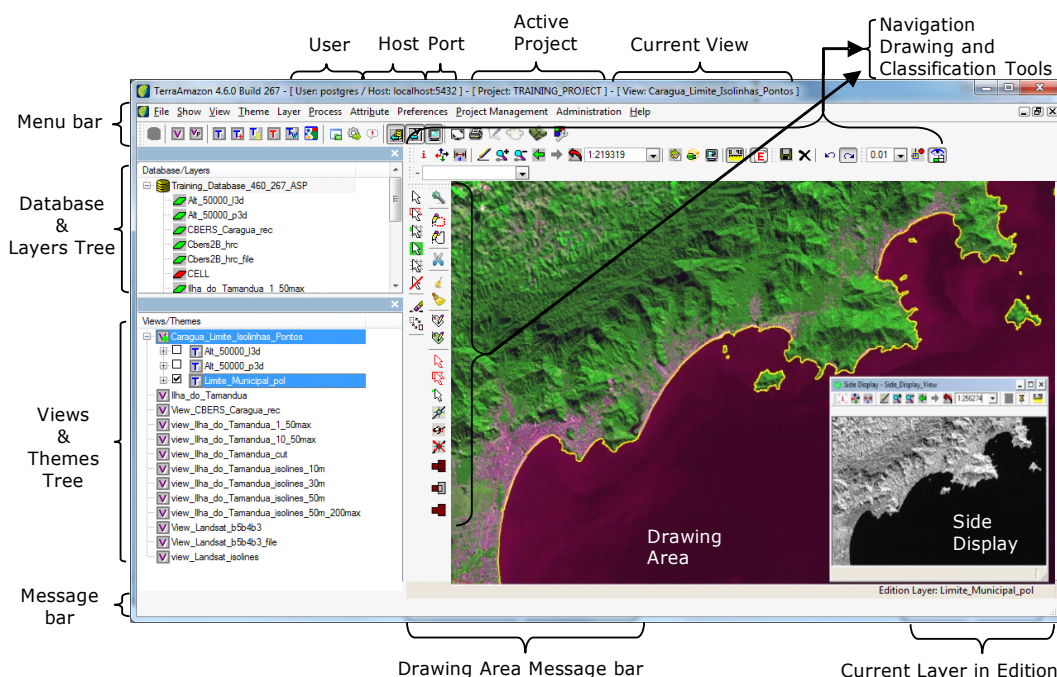 Active
Project
Navigation
Drawing and
Classification Tools
User
Host
Port
Current View
TerraAmazon 4.6.0 Build 267 - [ User: postgres / Host: localhost:5432 ] - [ Project: TRAINING_PROJECT ] - [ View: Caragua_Limite_Isolinhas_Pontos ]
Menu bar
File Show View Theme Layer Process Attribute Preferences Project Management Administration Help
1:219319
0.01
Database/Layers
Training_Database_460_267_ASP
Alt_50000_l3d
Alt_50000_p3d
CBERS_Caragua_rec
Cbers2B_hrc
Cbers2B_hrc_file
CELL
Ilha_do_Tamandua_1_50max
Database
&
Layers Tree
Views/Themes
Caragua_Limite_Isolinhas_Pontos
Alt_50000_l3d
Alt_50000_p3d
Limite_Municipal_pol
Ilha_do_Tamandua
View_CBERS_Caragua_rec
view_Ilha_do_Tamandua_1_50max
view_Ilha_do_Tamandua_10_50max
view_Ilha_do_Tamandua_cut
view_Ilha_do_Tamandua_isolines_10m
view_Ilha_do_Tamandua_isolines_30m
view_Ilha_do_Tamandua_isolines_50m
view_Ilha_do_Tamandua_isolines_50m_200max
View_Landsat_b5b4b3
View_Landsat_b5b4b3_file
view_Landsat_isolines
Views
&
Themes
Tree
Side Display - Side_Display_View
1:256274
Drawing
Area
Side
Display
Edition Layer: Limite_Municipal_pol
Message
bar
Drawing Area Message bar
Current Layer in Edition